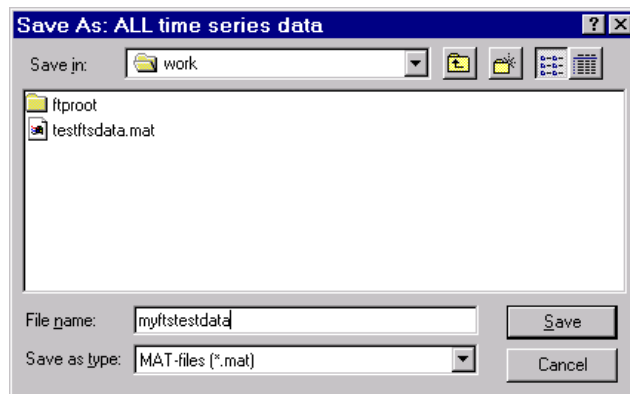 Save As: ALL time series data
Save in: work
ftproot
testftsdata.mat
File name: myftstestdata Save
Save as type: MAT-files (*.mat) Cancel